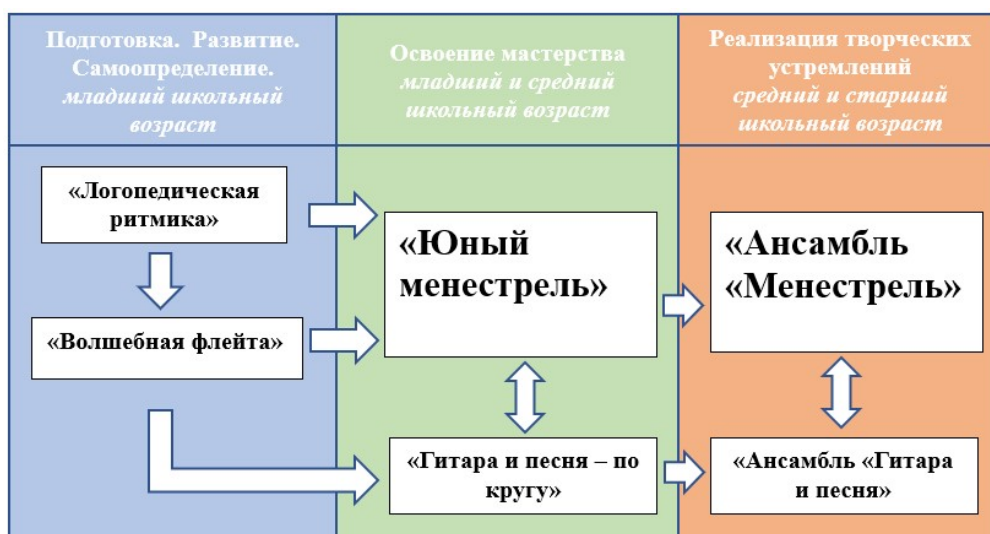 Подготовка. Развитие.
Самоопределение.
младший школьный
возраст
Освоение мастерства
младший и средний
школьный возраст
Реализация творческих
устремлений
средний и старший
школьный возраст
«Логопедическая
ритмика»
«Волшебная флейта»
«Юный
менестрель»
«Гитара и песня – по
кругу»
«Ансамбль
«Менестрель»
«Ансамбль «Гитара
и песня»